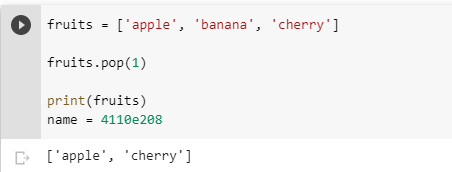 fruits = ['apple', 'banana', 'cherry']
fruits.pop(1)
print(fruits)
name = 4110e208
['apple', 'cherry']